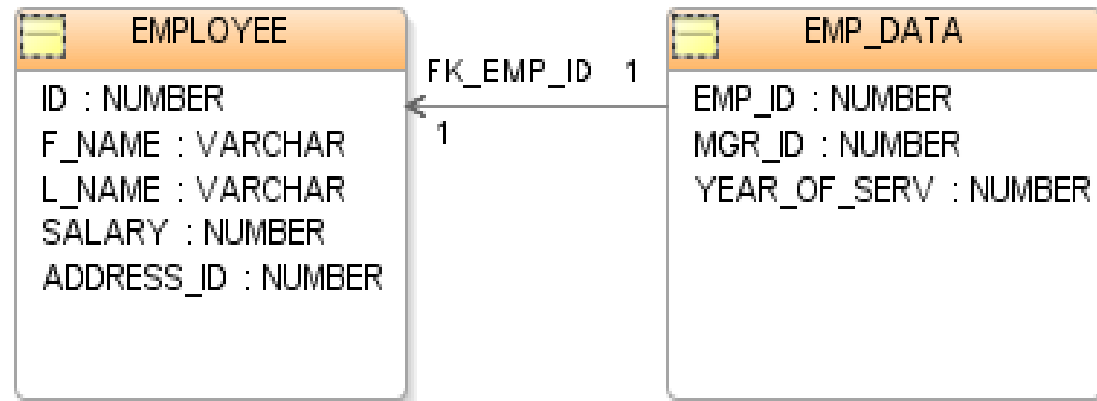 EMPLOYEE
ID : NUMBER
F_NAME : VARCHAR
L_NAME : VARCHAR
SALARY : NUMBER
ADDRESS_ID : NUMBER
FK_EMP_ID 1
1
EMP_DATA
EMP_ID : NUMBER
MGR_ID : NUMBER
YEAR_OF_SERV : NUMBER